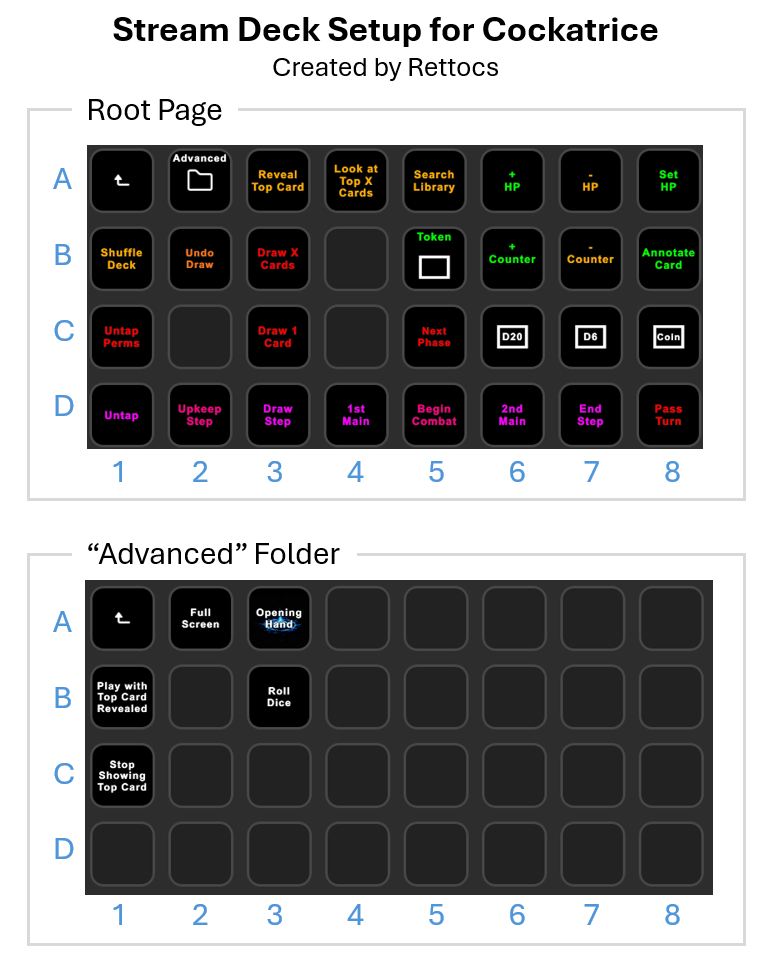 Stream Deck Setup for Cockatrice
Created by Rettocs
Root Page
A
Advanced
Reveal
Top Card
Look at
Top X
Cards
Search
Library
+
HP
-
HP
Set
HP
B
Shuffle
Deck
Undo
Draw
Draw X
Cards
Token
+
Counter
-
Counter
Annotate
Card
C
Untap
Perms
Draw 1
Card
Next
Phase
D20
D6
Coin
D
Untap
Upkeep
Step
Draw
Step
1st
Main
Begin
Combat
2nd
Main
End
Step
Pass
Turn
1 2 3 4 5 6 7 8
“Advanced” Folder
A
Full
Screen
Opening
Hand
B
Play with
Top Card
Revealed
Roll
Dice
C
Stop
Showing
Top Card
D
1 2 3 4 5 6 7 8